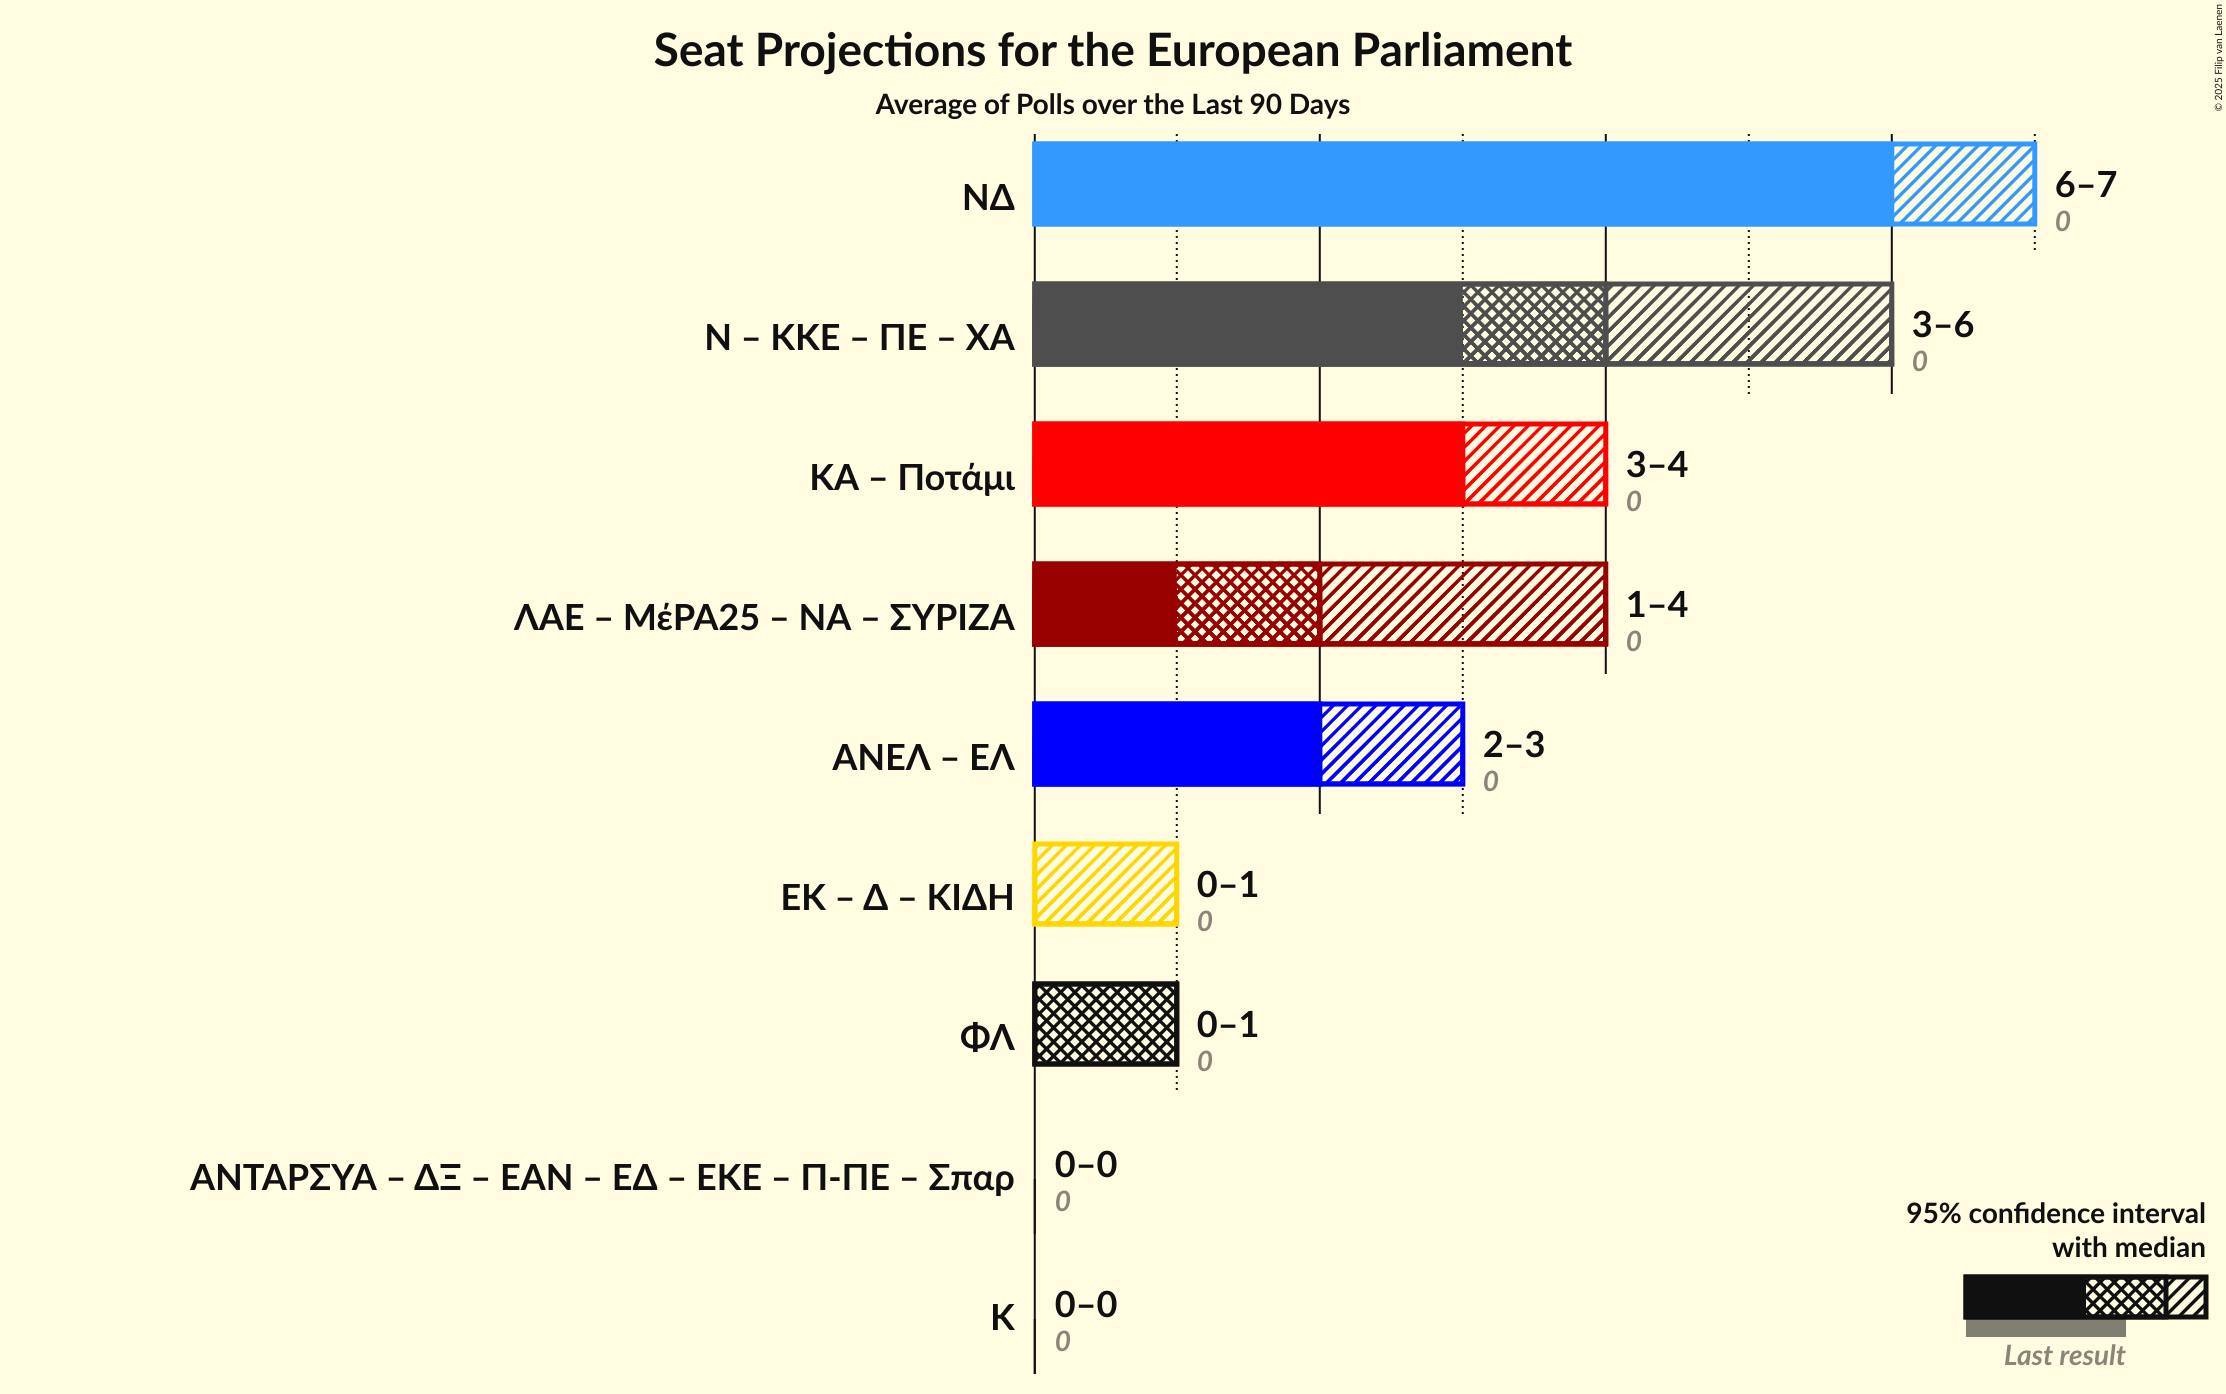 Seat Projections for the European Parliament
Average of Polls over the Last 90 Days
© 2025 Filip van Laenen
ΝΔ
6–7
0
Ν – ΚΚΕ – ΠΕ – ΧΑ
3–6
0
ΚΑ – Ποτάμι
3–4
0
ΛΑΕ – ΜέΡΑ25 – ΝΑ – ΣΥΡΙΖΑ
1–4
0
ΑΝΕΛ – ΕΛ
2–3
0
ΕΚ – Δ – ΚΙΔΗ
0–1
0
ΦΛ
0–1
0
ΑΝΤΑΡΣΥΑ – ΔΞ – ΕΑΝ – ΕΔ – ΕΚΕ – Π-ΠΕ – Σπαρ
0–0
0
Κ
0–0
0
95% confidence interval
with median
Last result